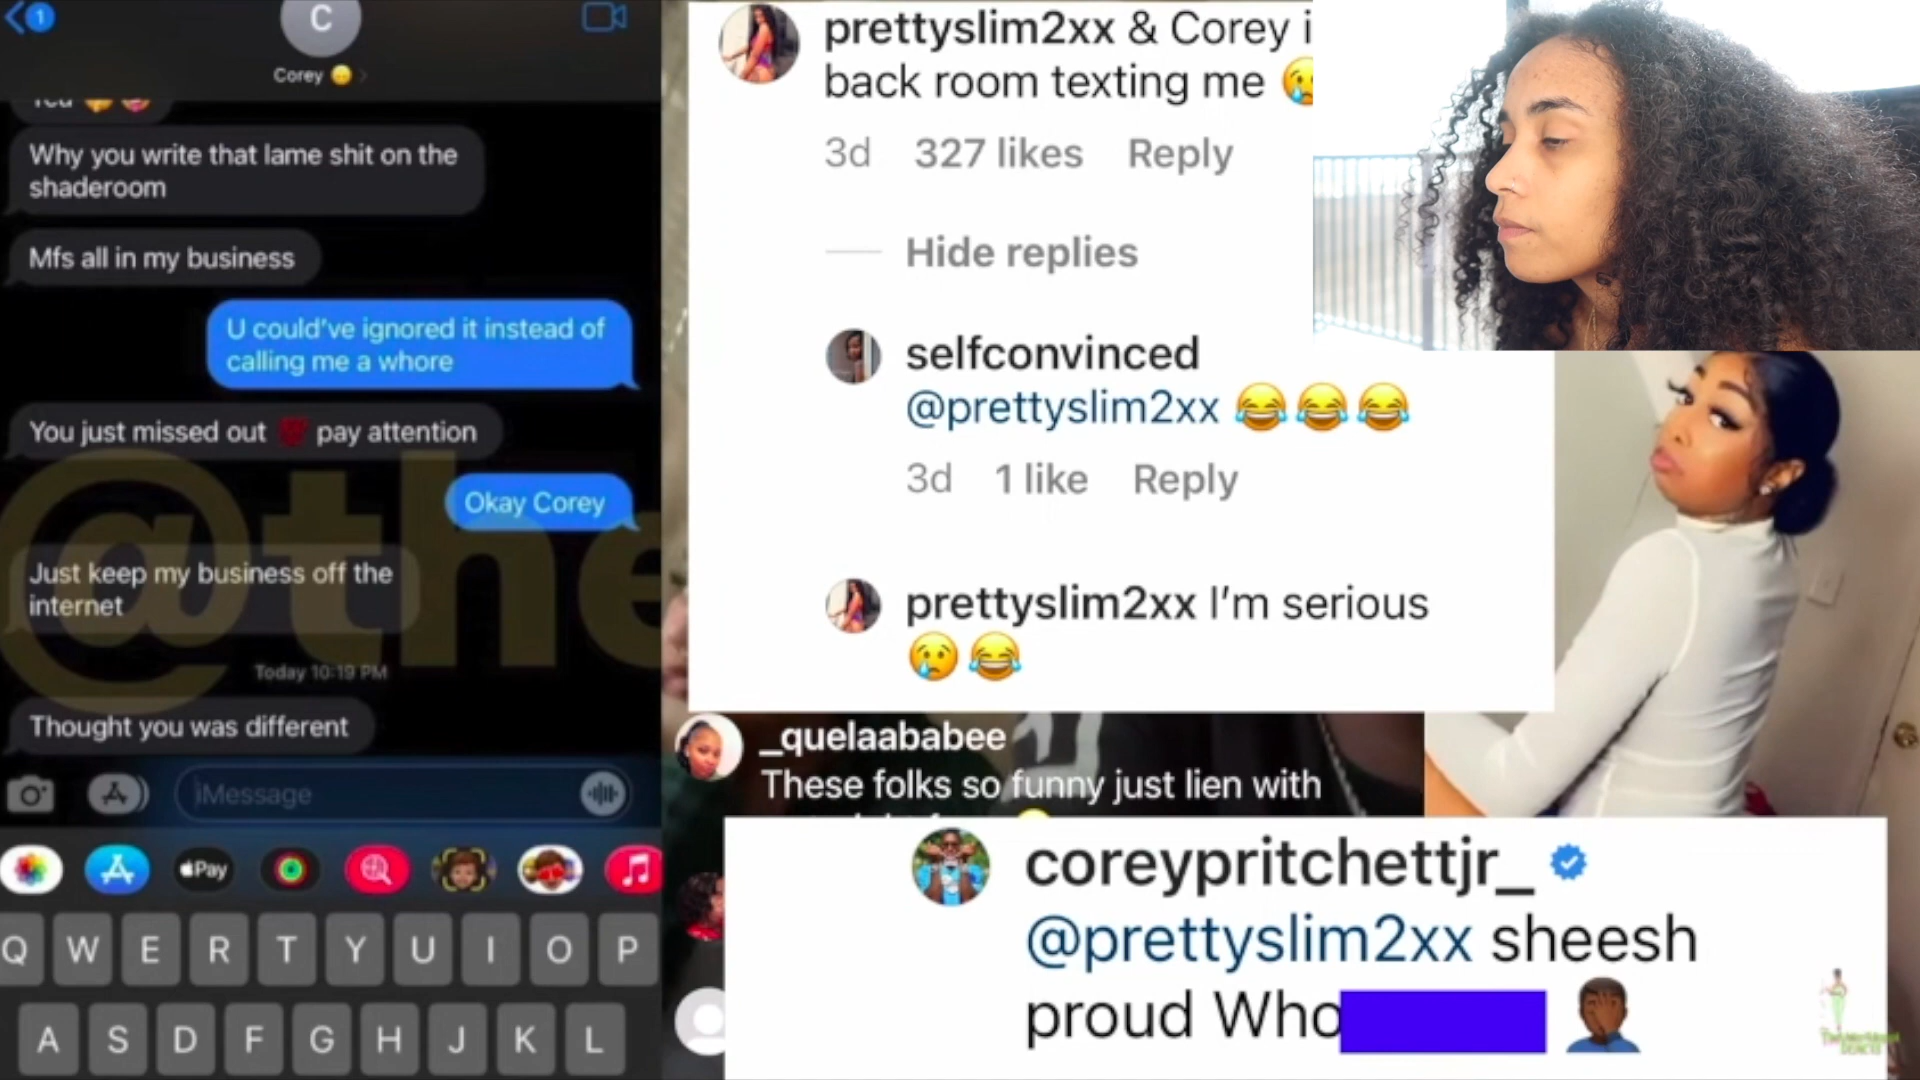 1
C
Corey
Why you write that lame shit on the
shaderoom
Mfs all in my business
U could've ignored it instead of
calling me a whore
You just missed out 💯 pay attention
Okay Corey
Just keep my business off the
internet
Today 10:19 PM
Thought you was different
iMessage
Pay
Q W E R T Y U I O P
A S D F G H J K L
@the
prettyslim2xx & Corey i
back room texting me 😢
3d 327 likes Reply
Hide replies
selfconvinced
@prettyslim2xx 😂😂😂
3d 1 like Reply
prettyslim2xx I'm serious
😢😂
_quelaababee
These folks so funny just lien with
coreypritchettjr_
@prettyslim2xx sheesh
proud Who